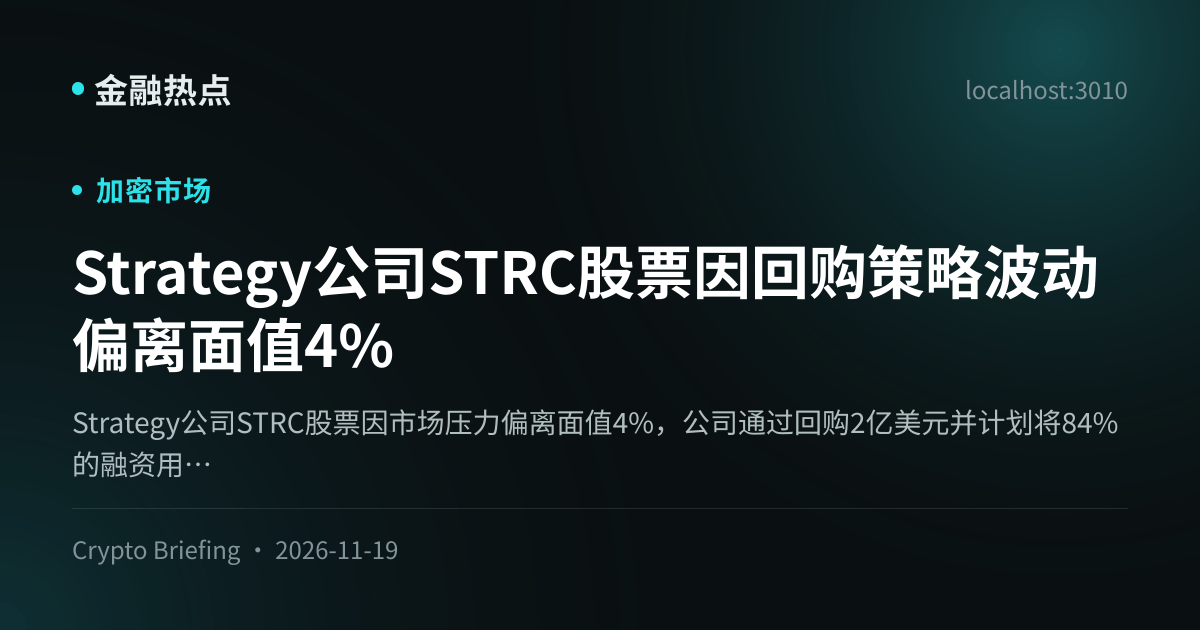 金融热点
localhost:3010
加密市场
Strategy公司STRC股票因回购策略波动
偏离面值4%
Strategy公司STRC股票因市场压力偏离面值4%，公司通过回购2亿美元并计划将84%
的融资用…
Crypto Briefing · 2026-11-19